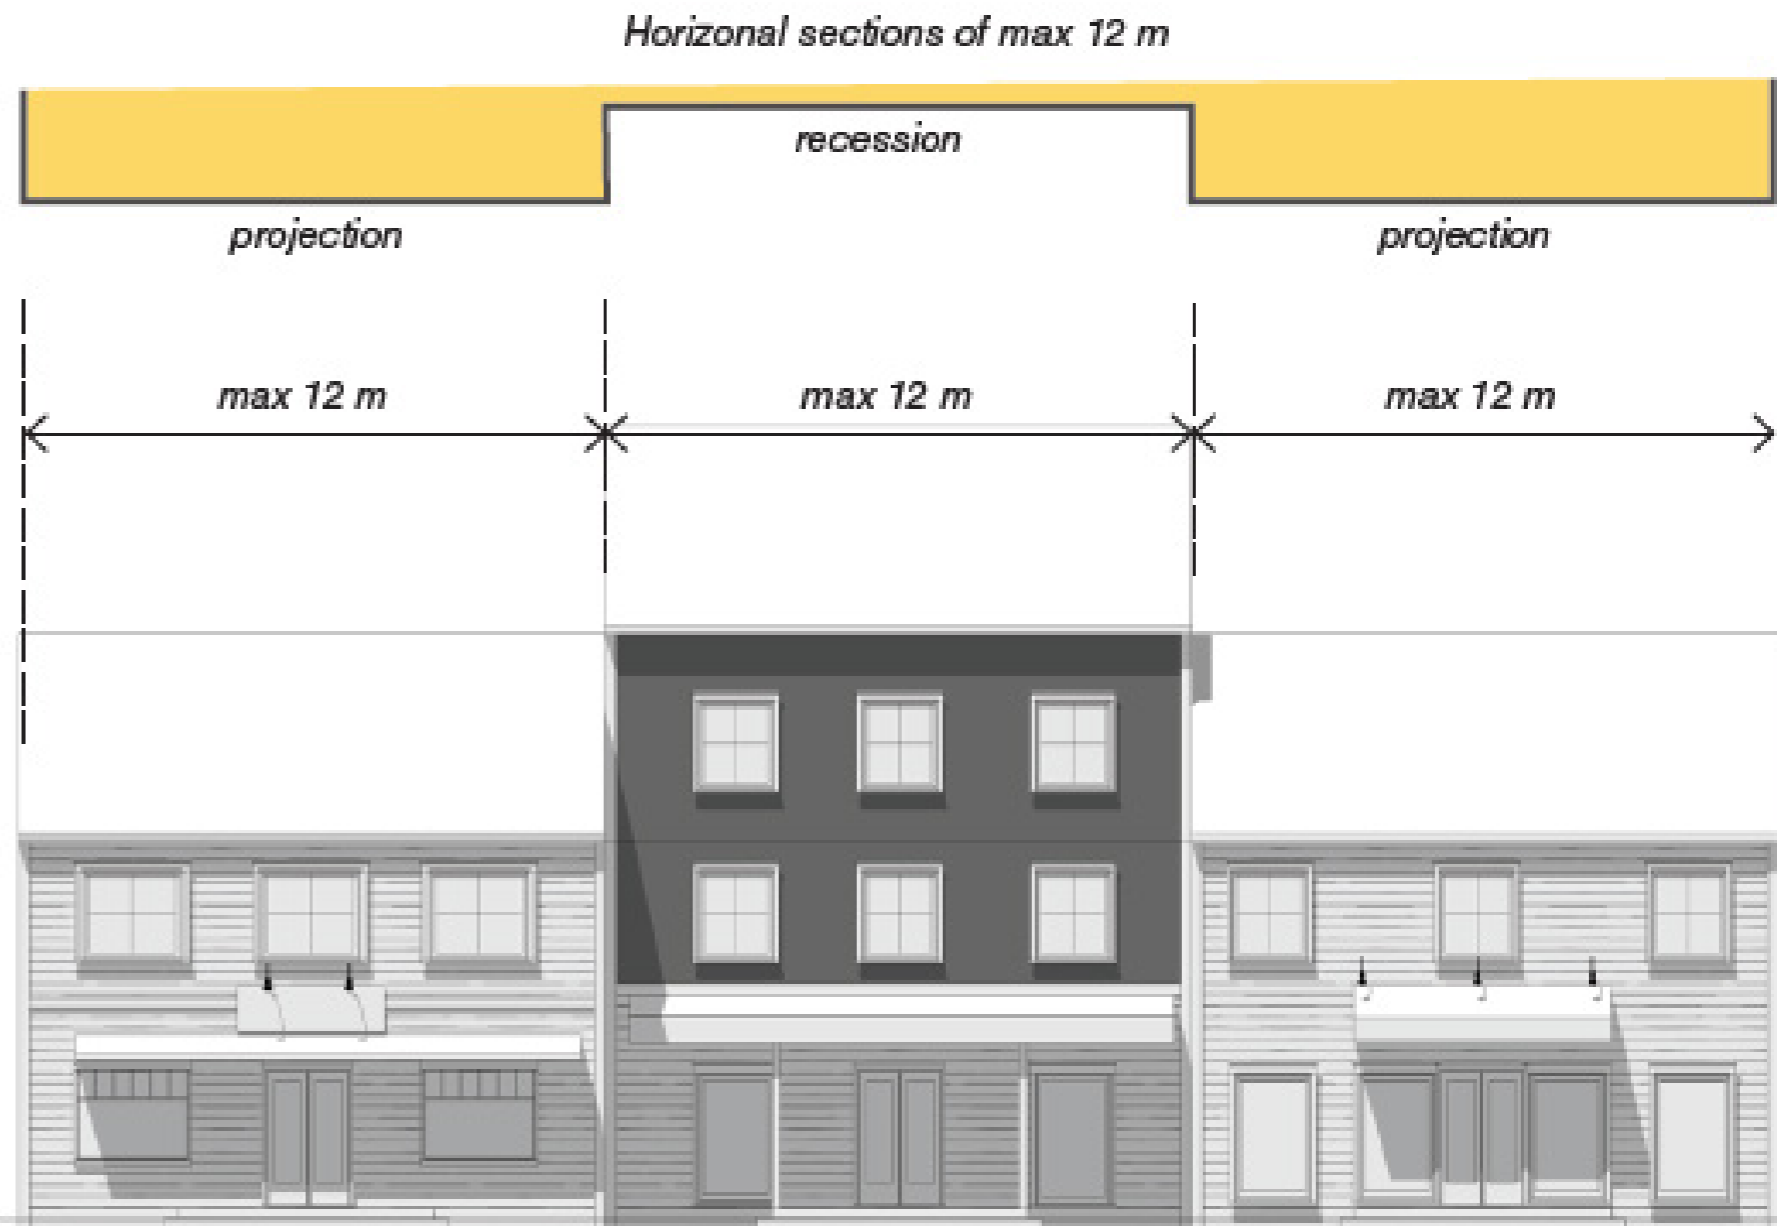 Horizonal sections of max 12 m
recession
projection
projection
max 12 m
max 12 m
max 12 m